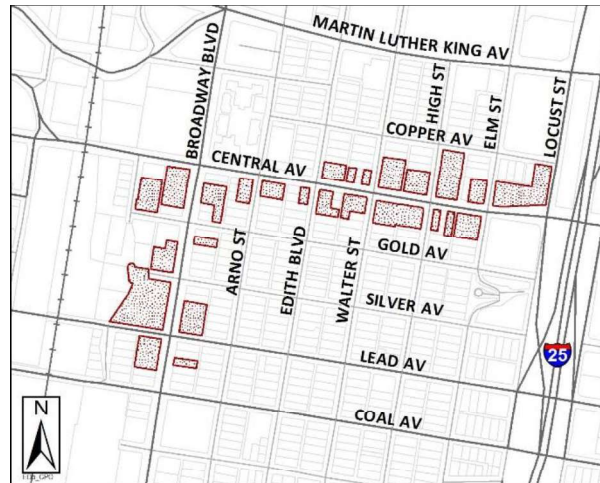 MARTIN LUTHER KING AV
BROADWAY BLVD
HIGH ST
ELM ST
LOCUST ST
COPPER AV
CENTRAL AV
GOLD AV
ARNO ST
EDITH BLVD
WALTER ST
SILVER AV
LEAD AV
25
COAL AV
N